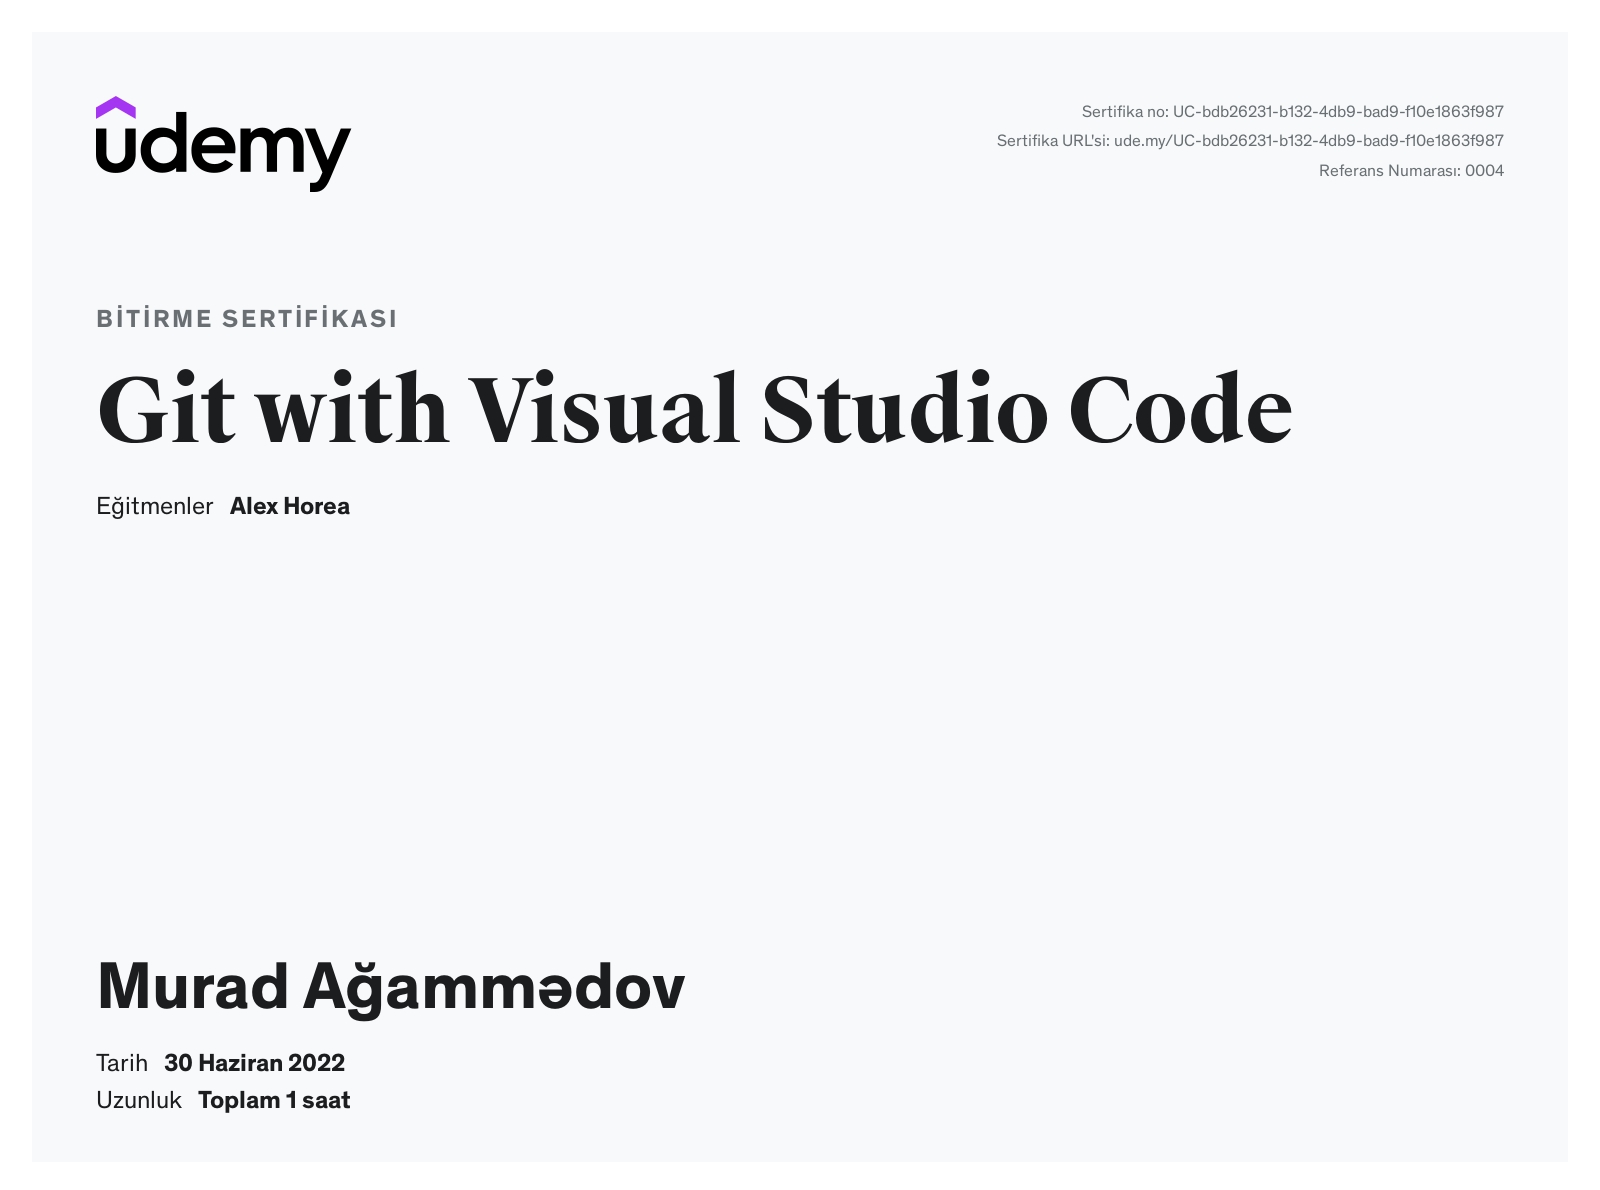 udemy
Sertifika no: UC-bdb26231-b132-4db9-bad9-f10e1863f987
Sertifika URL'si: ude.my/UC-bdb26231-b132-4db9-bad9-f10e1863f987
Referans Numarası: 0004
BİTİRME SERTİFİKASI
Git with Visual Studio Code
Eğitmenler Alex Horea
Murad Ağammədov
Tarih 30 Haziran 2022
Uzunluk Toplam 1 saat